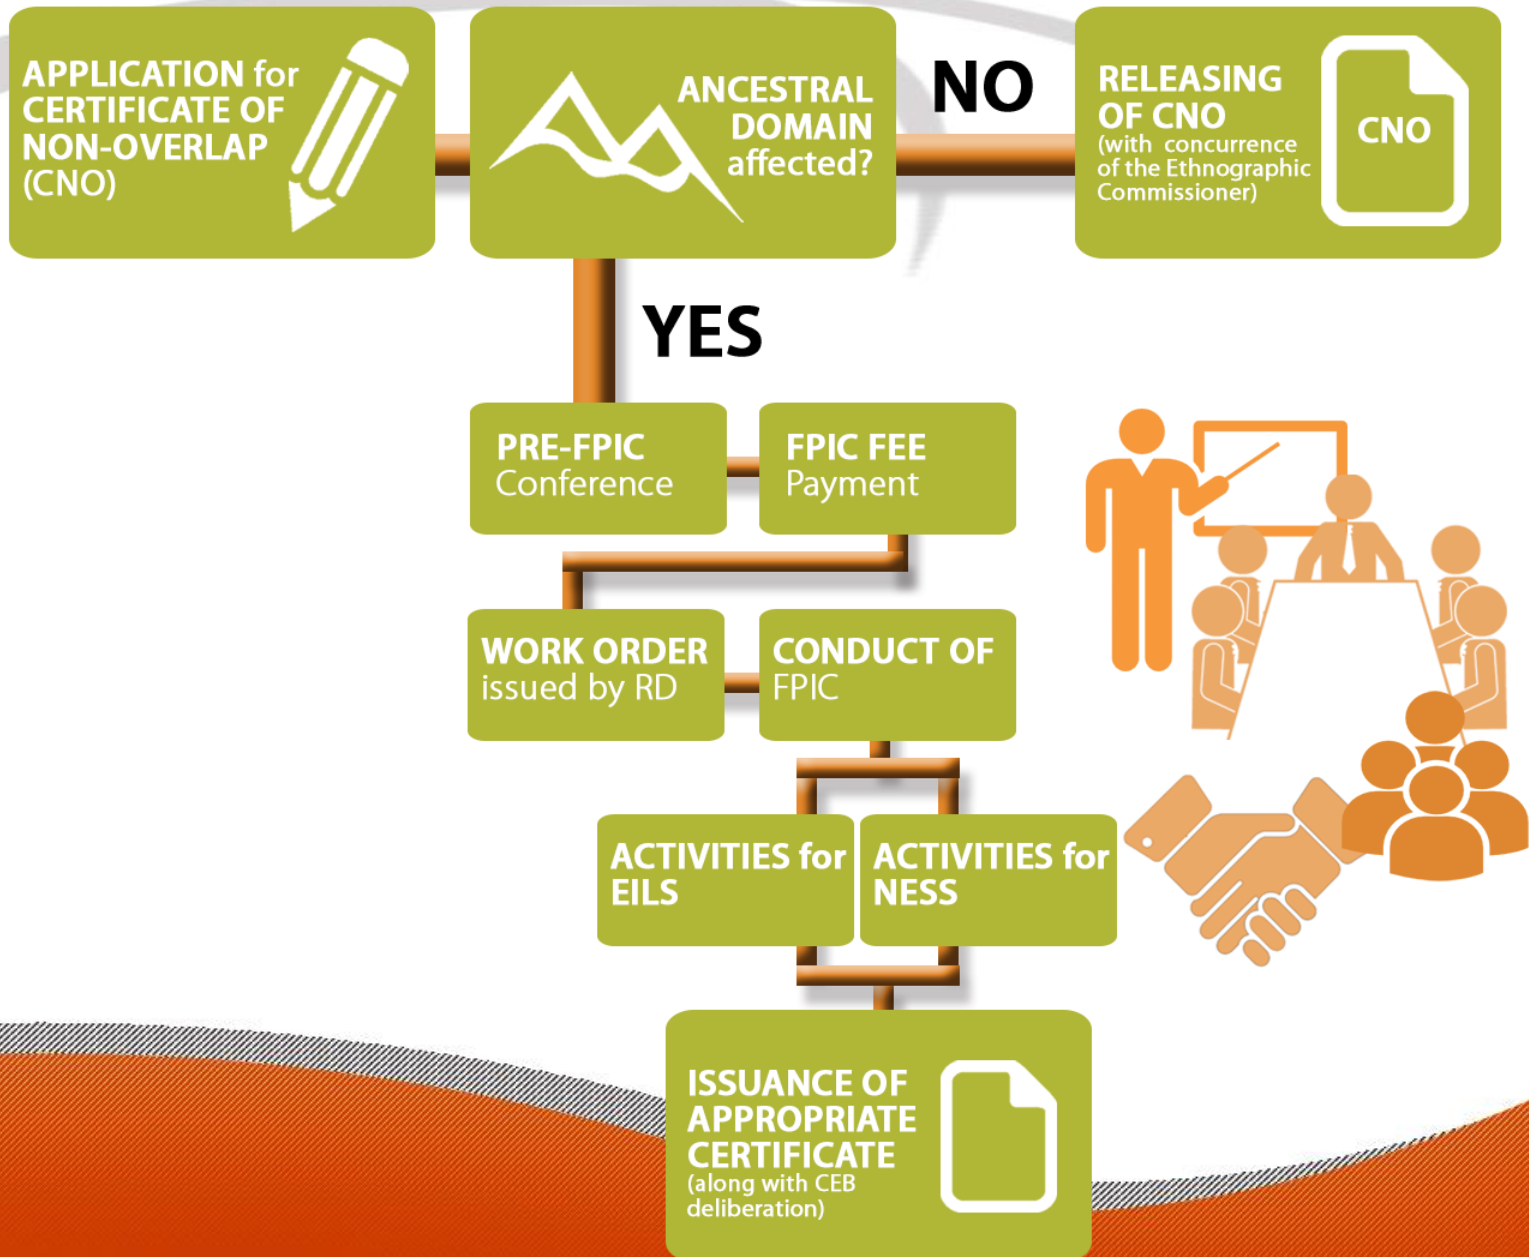 APPLICATION for
CERTIFICATE OF
NON-OVERLAP
(CNO)
ANCESTRAL
DOMAIN
affected?
NO
RELEASING
OF CNO
(with concurrence
of the Ethnographic
Commissioner)
CNO
YES
PRE-FPIC
Conference
FPIC FEE
Payment
WORK ORDER
issued by RD
CONDUCT OF
FPIC
ACTIVITIES for
EILS
ACTIVITIES for
NESS
ISSUANCE OF
APPROPRIATE
CERTIFICATE
(along with CEB
deliberation)